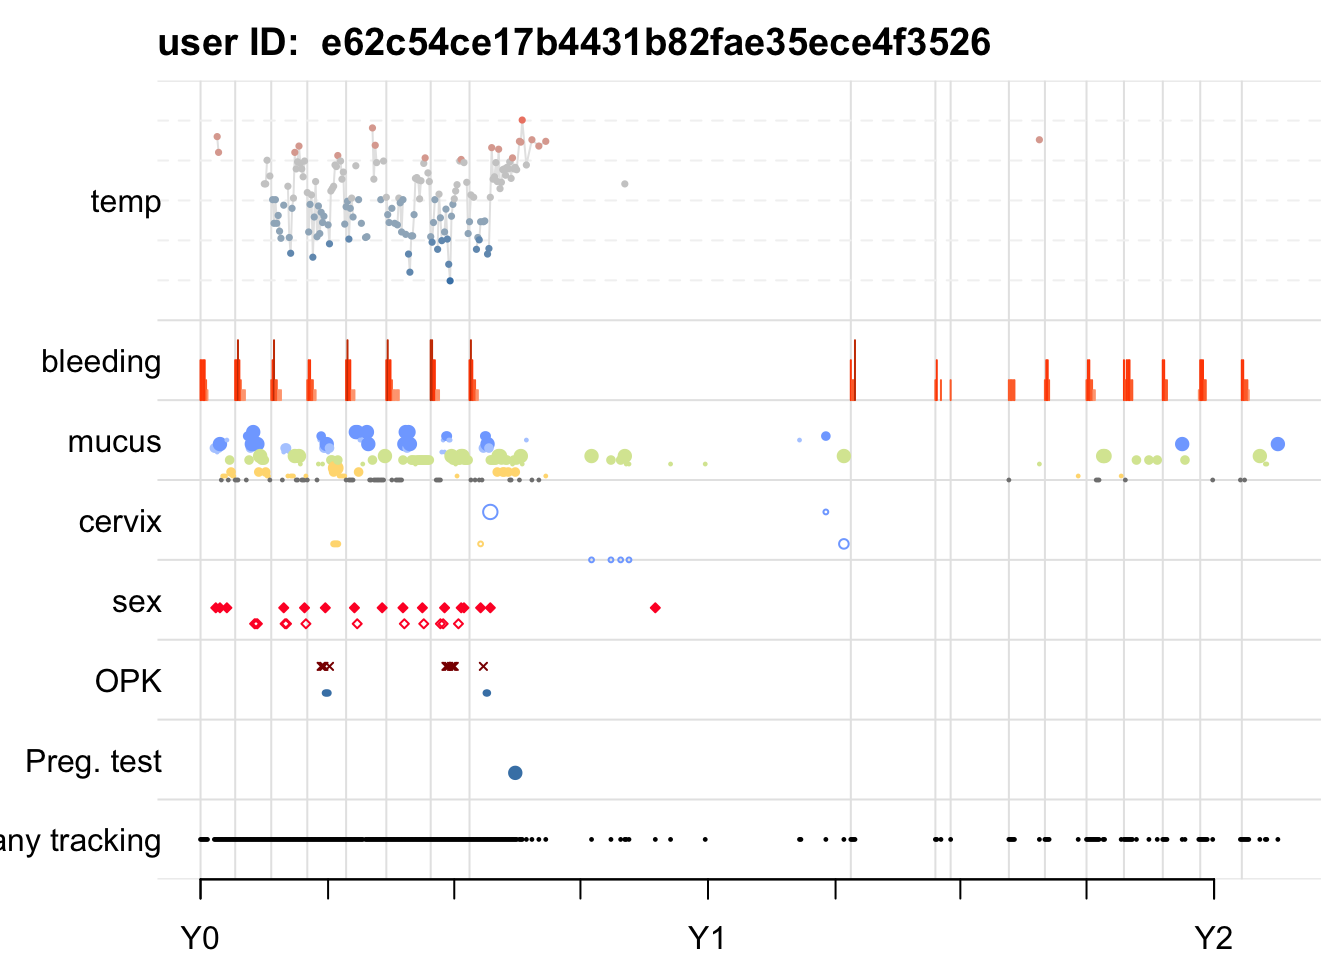 user ID:  e62c54ce17b4431b82fae35ece4f3526
temp
bleeding
mucus
cervix
sex
OPK
Preg. test
any tracking
Y0 Y1 Y2